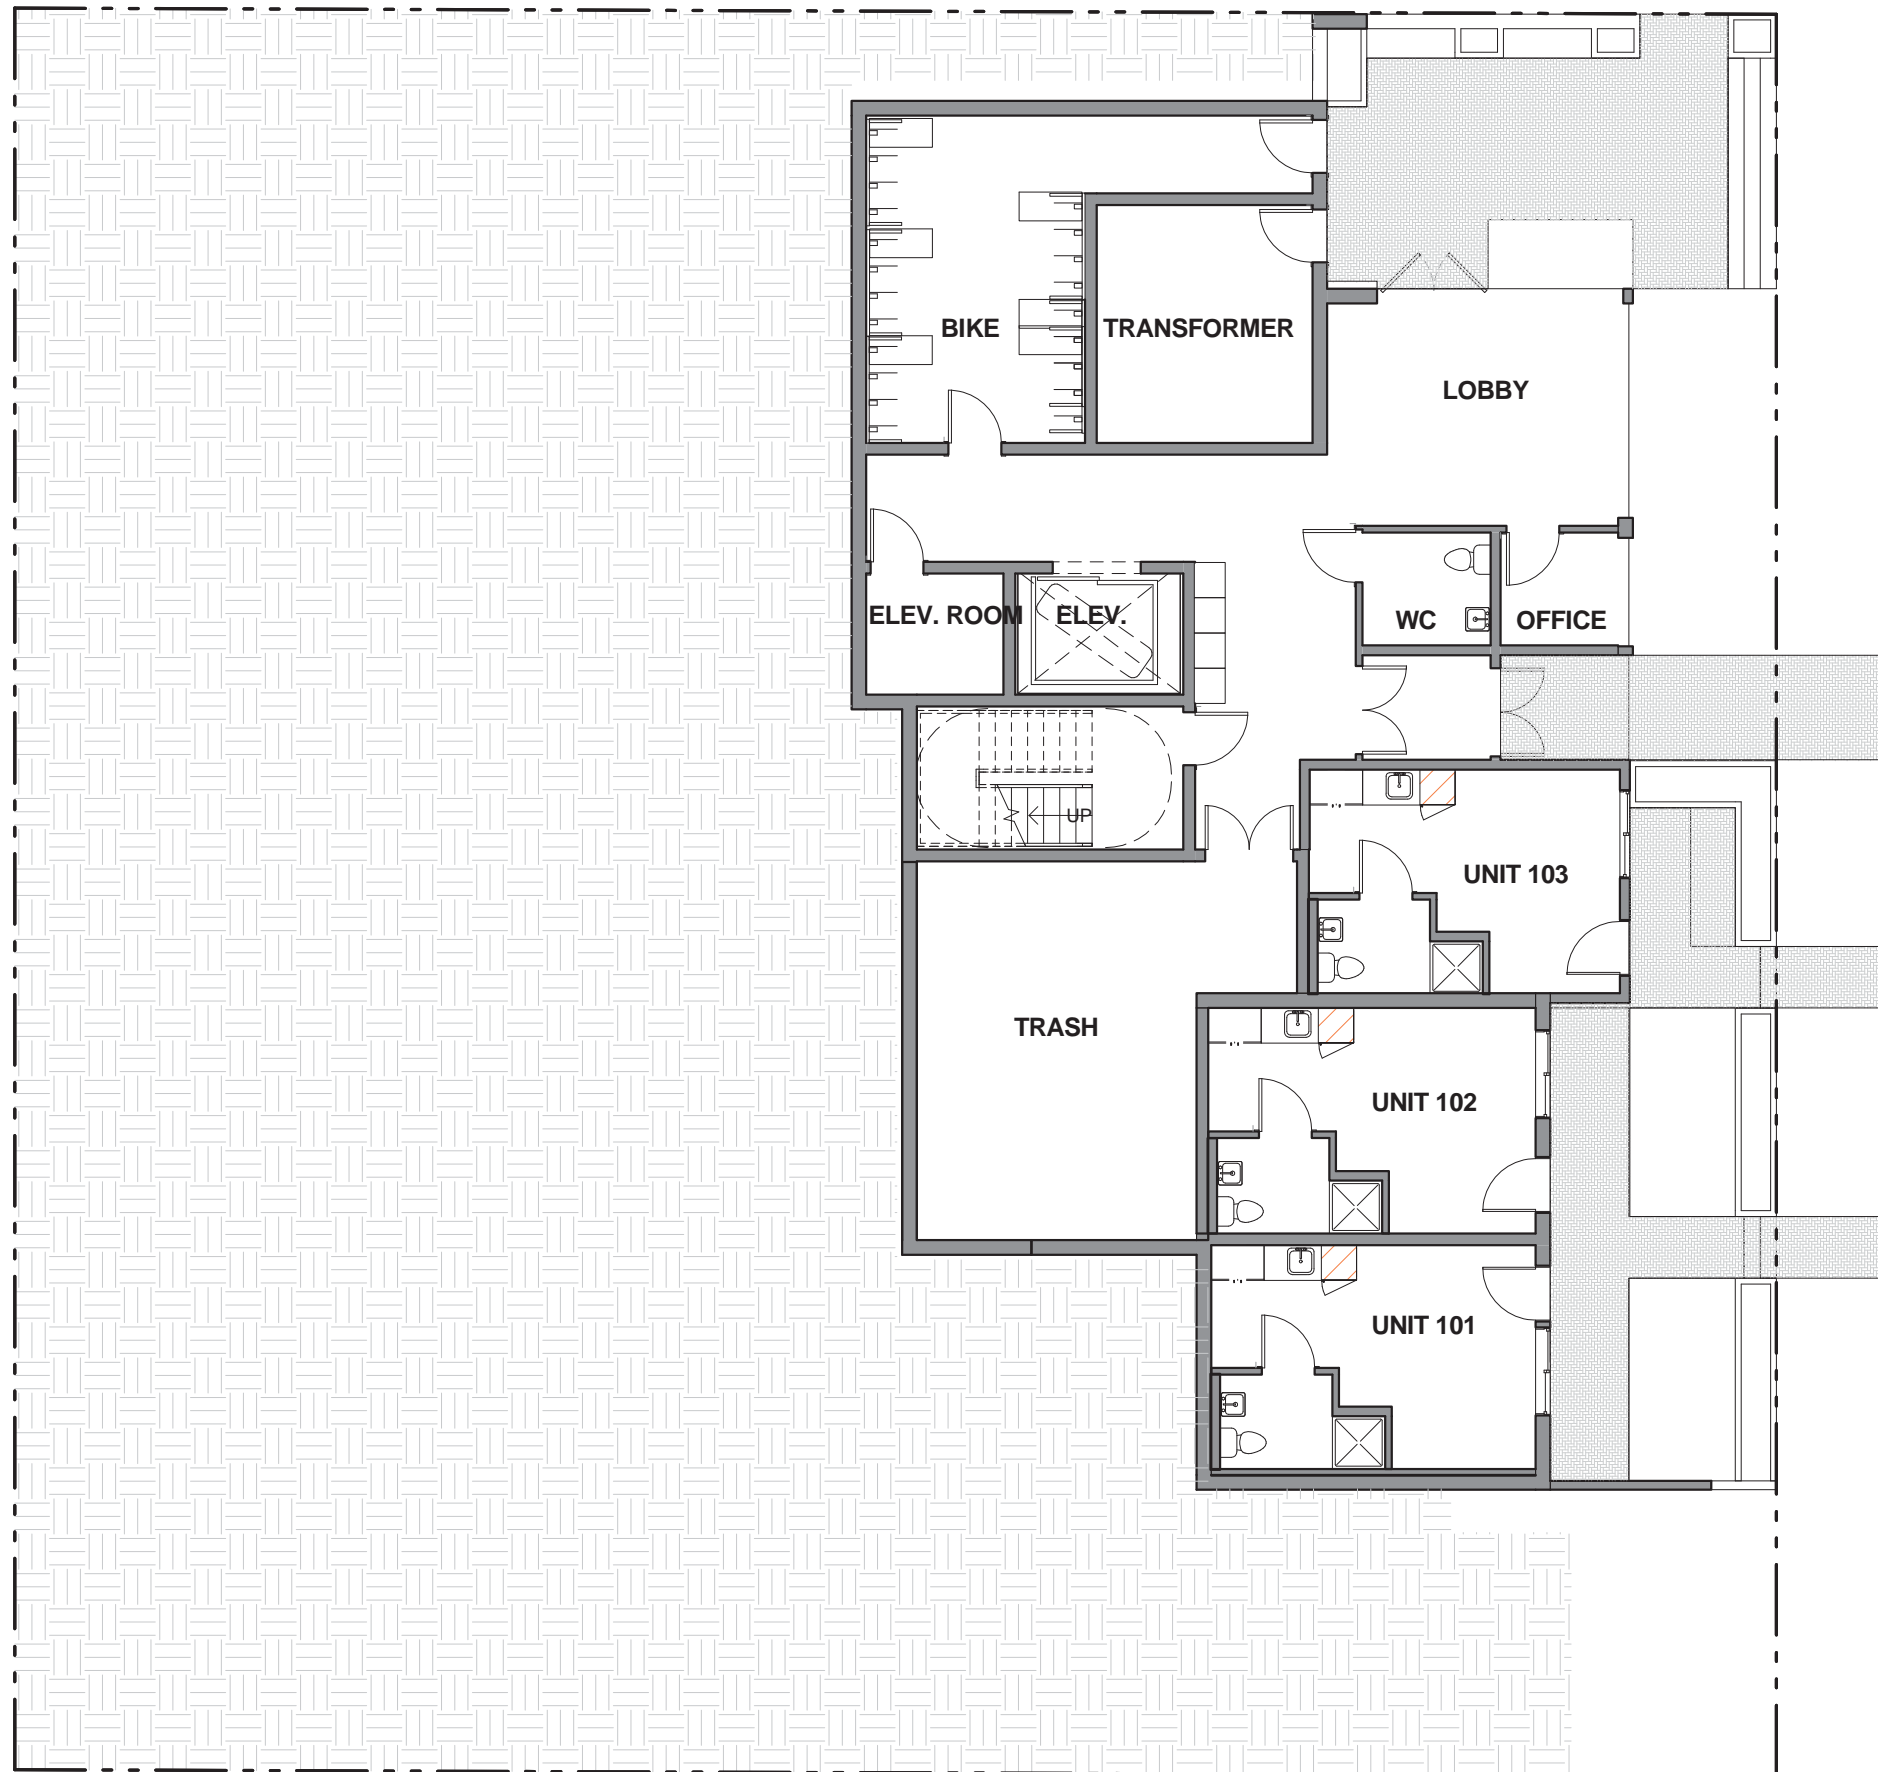 BIKE
TRANSFORMER
LOBBY
ELEV. ROOM
ELEV.
WC
OFFICE
UP
UNIT 103
TRASH
UNIT 102
UNIT 101